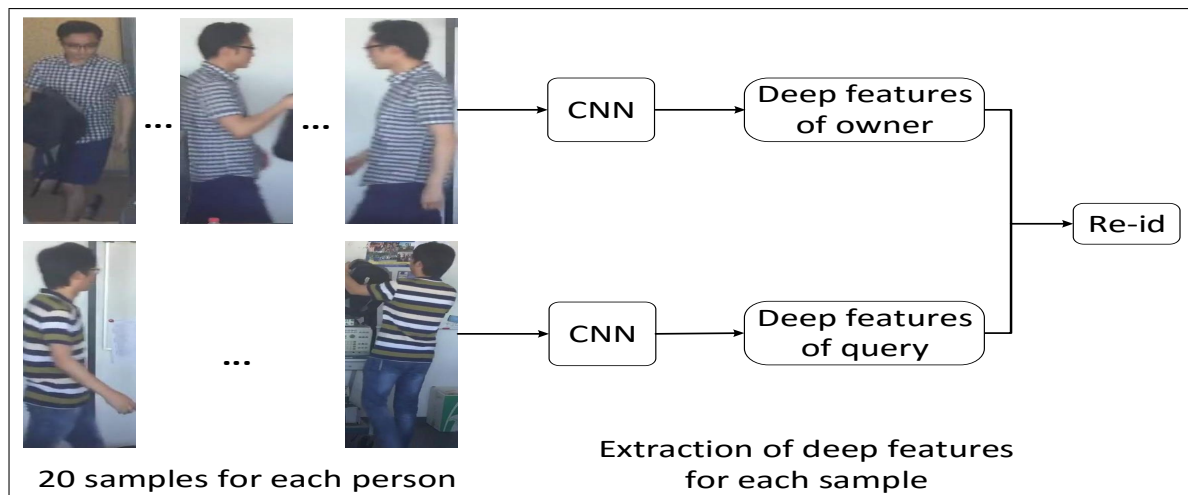 ...
...
CNN
Deep features
of owner
Re-id
...
CNN
Deep features
of query
20 samples for each person
Extraction of deep features
for each sample